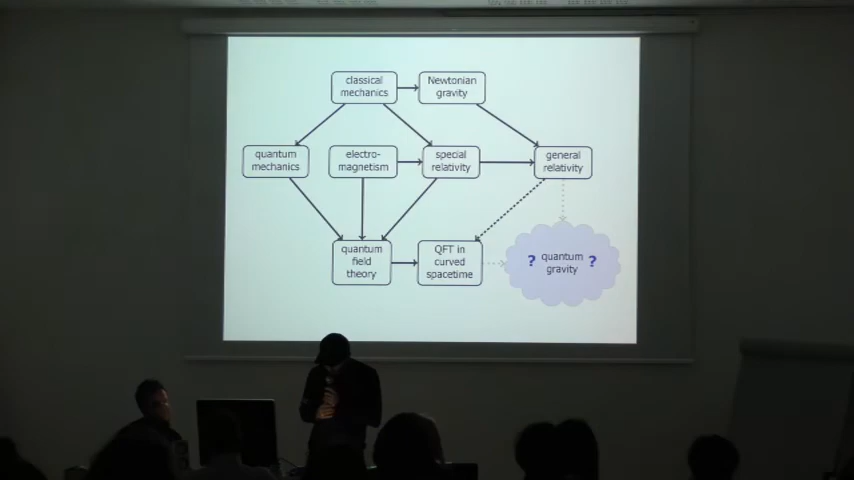 classical
mechanics
Newtonian
gravity
quantum
mechanics
electro-
magnetism
special
relativity
general
relativity
quantum
field
theory
QFT in
curved
spacetime
? quantum ?
gravity